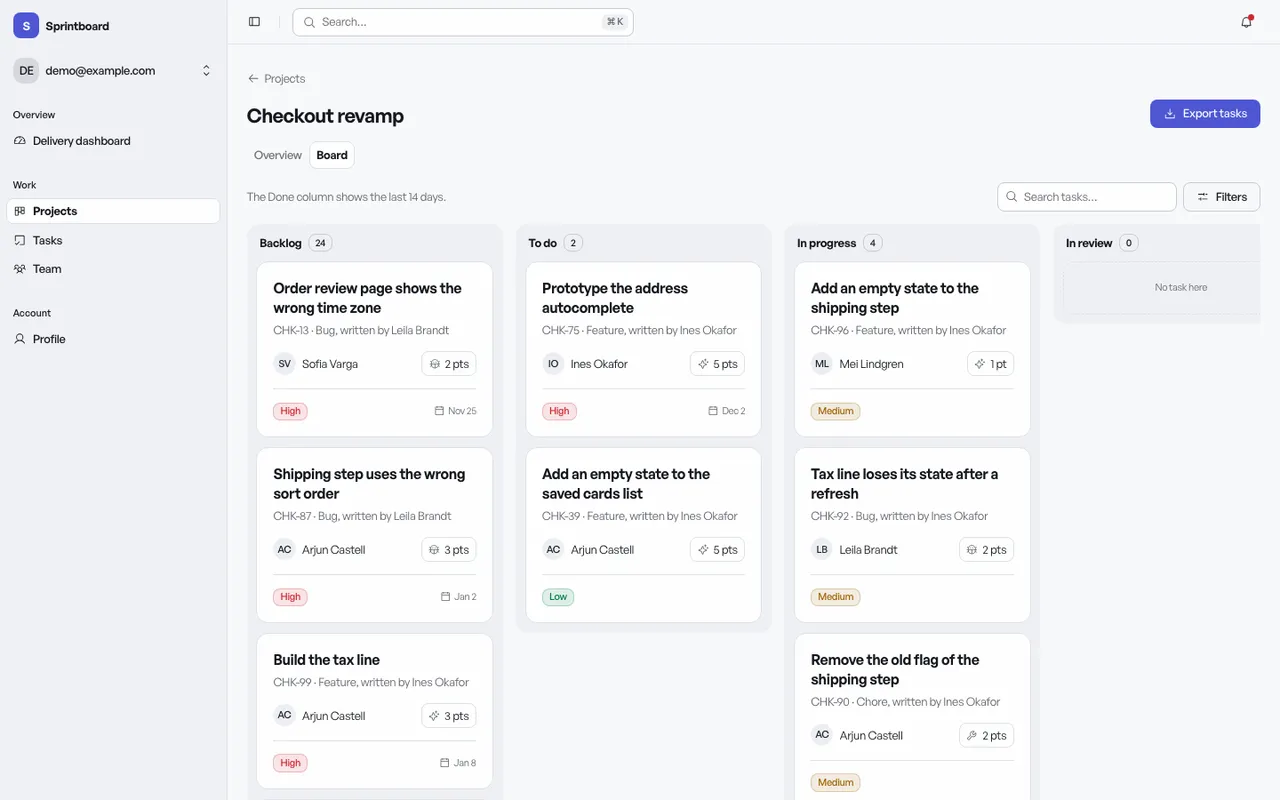 S Sprintboard
DE demo@example.com
Overview
Delivery dashboard
Work
Projects
Tasks
Team
Account
Profile
Search...
⌘ K
Projects
Checkout revamp
Export tasks
Overview
Board
The Done column shows the last 14 days.
Search tasks...
Filters
Backlog 24
Order review page shows the
wrong time zone
CHK-13 · Bug, written by Leila Brandt
SV Sofia Varga 2 pts
High Nov 25
Shipping step uses the wrong
sort order
CHK-87 · Bug, written by Leila Brandt
AC Arjun Castell 3 pts
High Jan 2
Build the tax line
CHK-99 · Feature, written by Ines Okafor
AC Arjun Castell 3 pts
High Jan 8
To do 2
Prototype the address
autocomplete
CHK-75 · Feature, written by Ines Okafor
IO Ines Okafor 5 pts
High Dec 2
Add an empty state to the
saved cards list
CHK-39 · Feature, written by Ines Okafor
AC Arjun Castell 5 pts
Low
In progress 4
Add an empty state to the
shipping step
CHK-96 · Feature, written by Ines Okafor
ML Mei Lindgren 1 pt
Medium
Tax line loses its state after a
refresh
CHK-92 · Bug, written by Ines Okafor
LB Leila Brandt 2 pts
Medium
Remove the old flag of the
shipping step
CHK-90 · Chore, written by Ines Okafor
AC Arjun Castell 2 pts
Medium
In review 0
No task here